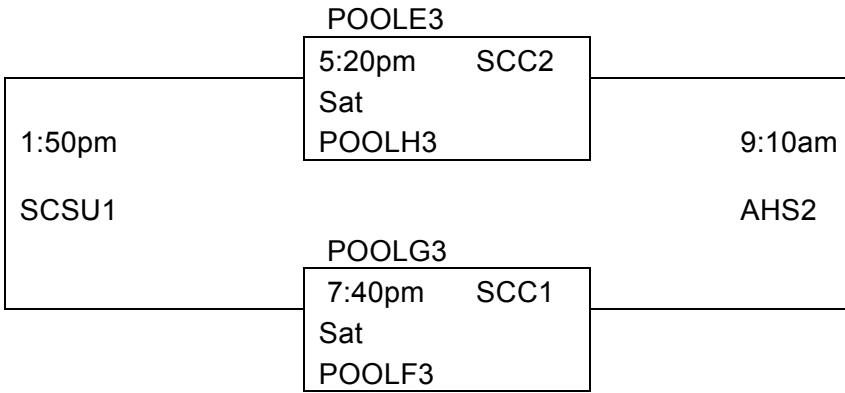 POOLE3
5:20pm SCC2
Sat
1:50pm POOLH3 9:10am
SCSU1 AHS2
POOLG3
7:40pm SCC1
Sat
POOLF3